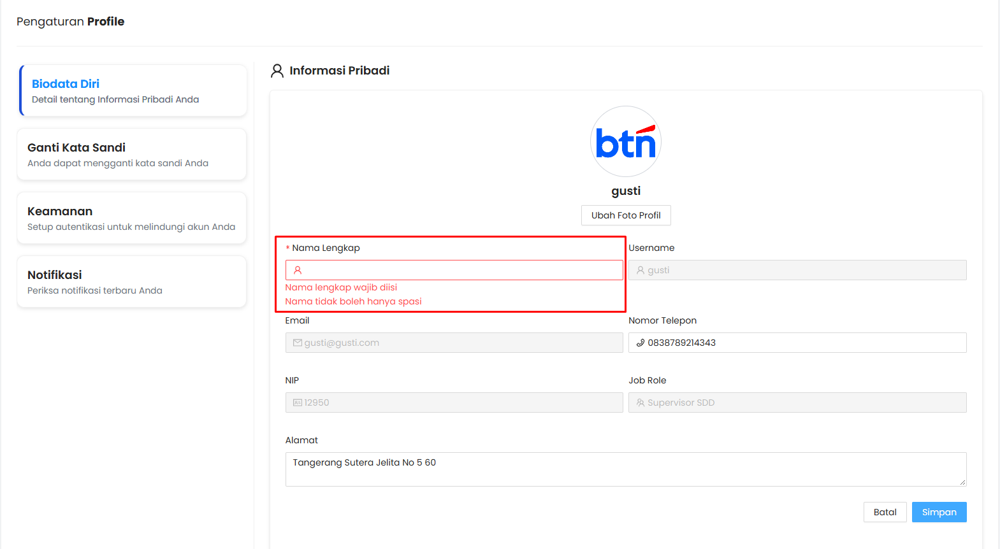 Pengaturan Profile
Biodata Diri
Detail tentang Informasi Pribadi Anda
Ganti Kata Sandi
Anda dapat mengganti kata sandi Anda
Keamanan
Setup autentikasi untuk melindungi akun Anda
Notifikasi
Periksa notifikasi terbaru Anda
Informasi Pribadi
btn
gusti
Ubah Foto Profil
* Nama Lengkap
Nama lengkap wajib diisi
Nama tidak boleh hanya spasi
Username
gusti
Email
gusti@gusti.com
Nomor Telepon
0838789214343
NIP
12950
Job Role
Supervisor SDD
Alamat
Tangerang Sutera Jelita No 5 60
Batal
Simpan